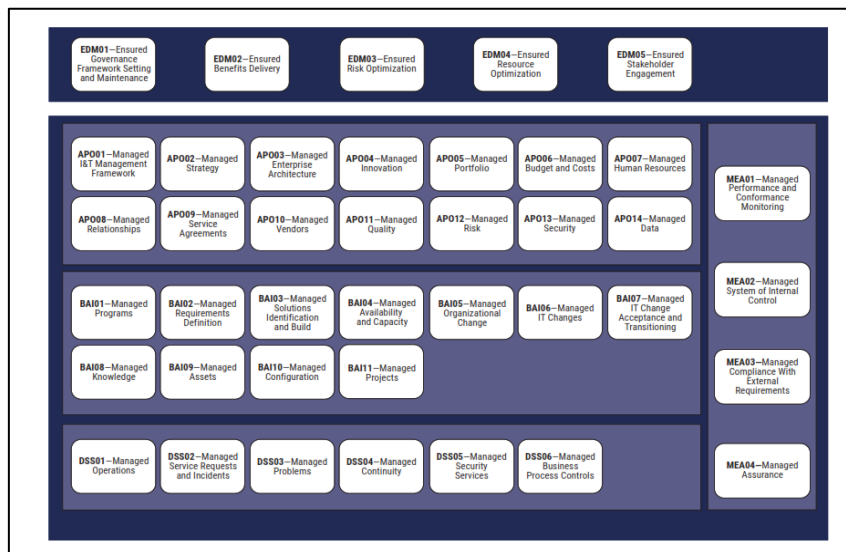 EDM01—Ensured
Governance
Framework Setting
and Maintenance
EDM02—Ensured
Benefits Delivery
EDM03—Ensured
Risk Optimization
EDM04—Ensured
Resource
Optimization
EDM05—Ensured
Stakeholder
Engagement
APO01—Managed
I&T Management
Framework
APO02—Managed
Strategy
APO03—Managed
Enterprise
Architecture
APO04—Managed
Innovation
APO05—Managed
Portfolio
APO06—Managed
Budget and Costs
APO07—Managed
Human Resources
APO08—Managed
Relationships
APO09—Managed
Service
Agreements
APO10—Managed
Vendors
APO11—Managed
Quality
APO12—Managed
Risk
APO13—Managed
Security
APO14—Managed
Data
BAI01—Managed
Programs
BAI02—Managed
Requirements
Definition
BAI03—Managed
Solutions
Identification
and Build
BAI04—Managed
Availability
and Capacity
BAI05—Managed
Organizational
Change
BAI06—Managed
IT Changes
BAI07—Managed
IT Change
Acceptance and
Transitioning
BAI08—Managed
Knowledge
BAI09—Managed
Assets
BAI10—Managed
Configuration
BAI11—Managed
Projects
DSS01—Managed
Operations
DSS02—Managed
Service Requests
and Incidents
DSS03—Managed
Problems
DSS04—Managed
Continuity
DSS05—Managed
Security
Services
DSS06—Managed
Business
Process Controls
MEA01—Managed
Performance and
Conformance
Monitoring
MEA02—Managed
System of Internal
Control
MEA03—Managed
Compliance With
External
Requirements
MEA04—Managed
Assurance